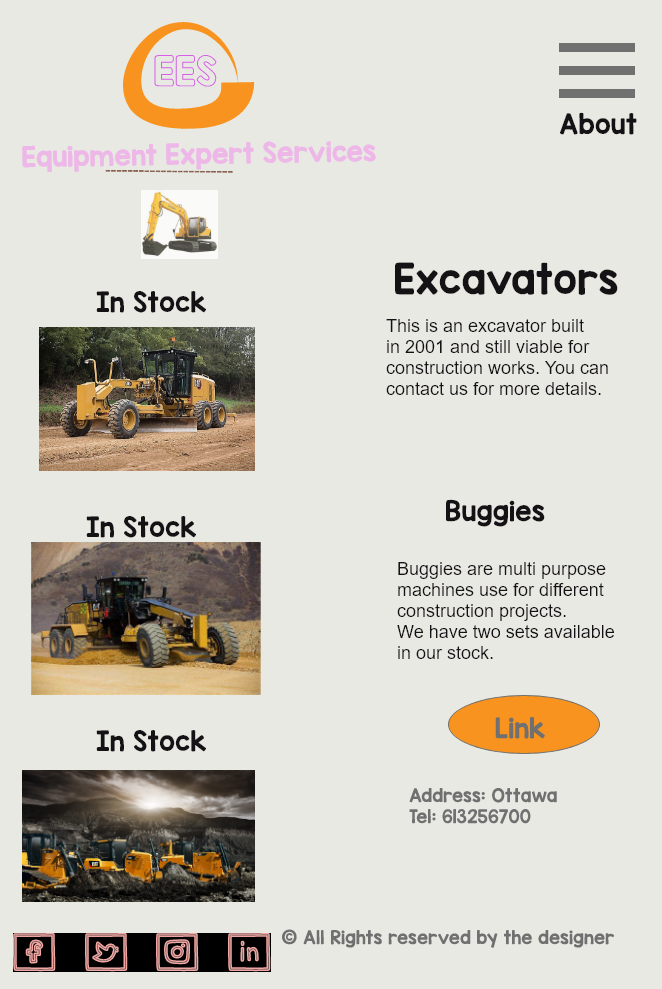 EES
About
Equipment Expert Services
In Stock
Excavators
This is an excavator built
in 2001 and still viable for
construction works. You can
contact us for more details.
In Stock
Buggies
Buggies are multi purpose
machines use for different
construction projects.
We have two sets available
in our stock.
In Stock
Link
Address: Ottawa
Tel: 613256700
© All Rights reserved by the designer